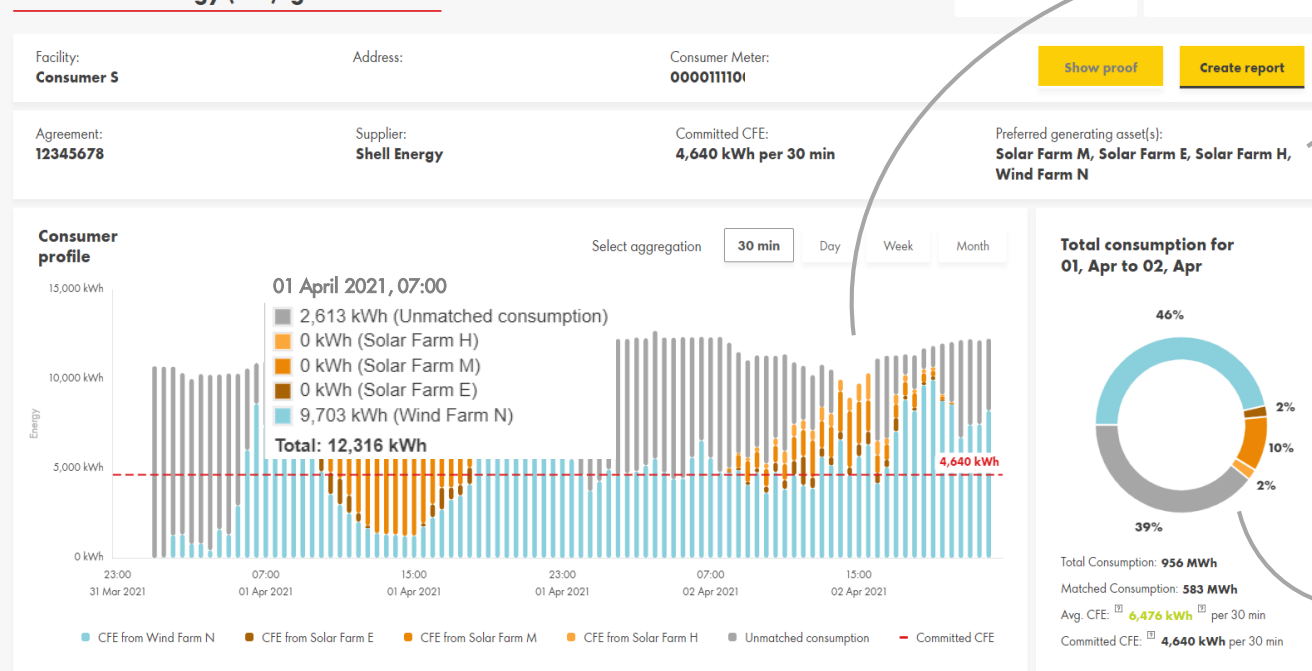 Facility:
Consumer S
Address:
Consumer Meter:
Show proof
Create report
Agreement:
12345678
Supplier:
Shell Energy
Committed CFE:
4,640 kWh per 30 min
Preferred generating asset(s):
Solar Farm M, Solar Farm E, Solar Farm H,
Wind Farm N
Consumer
profile
Select aggregation
30 min
Day
Week
Month
01 April 2021, 07:00
2,613 kWh (Unmatched consumption)
0 kWh (Solar Farm H)
0 kWh (Solar Farm M)
0 kWh (Solar Farm E)
9,703 kWh (Wind Farm N)
Total: 12,316 kWh
15,000 kWh
10,000 kWh
5,000 kWh
0 kWh
Energy
4,640 kWh
23:00 07:00 15:00 23:00 07:00 15:00
31 Mar 2021 01 Apr 2021 01 Apr 2021 01 Apr 2021 02 Apr 2021 02 Apr 2021
CFE from Wind Farm N CFE from Solar Farm E CFE from Solar Farm M CFE from Solar Farm H Unmatched consumption Committed CFE
Total consumption for
01, Apr to 02, Apr
46%
2%
10%
2%
39%
Total Consumption: 956 MWh
Matched Consumption: 583 MWh
Avg. CFE: ? 6,476 kWh ? per 30 min
Committed CFE: ? 4,640 kWh per 30 min